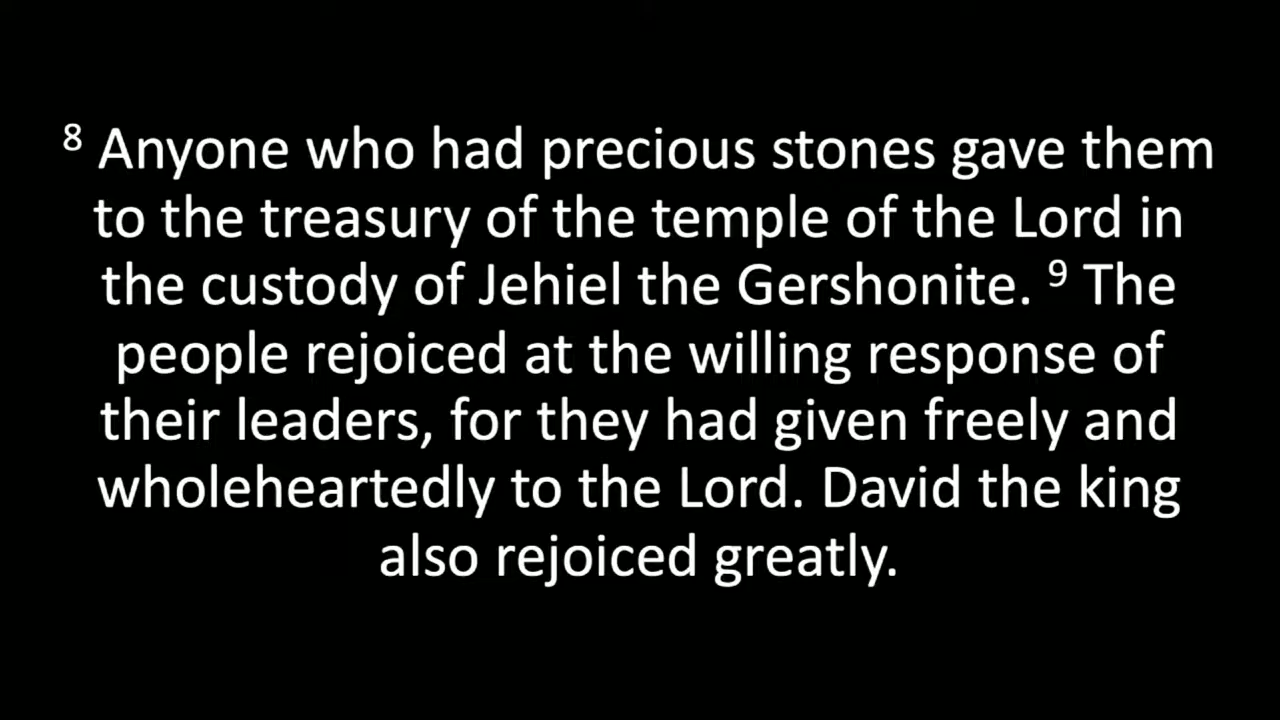 ⁸ Anyone who had precious stones gave them
to the treasury of the temple of the Lord in
the custody of Jehiel the Gershonite. ⁹ The
people rejoiced at the willing response of
their leaders, for they had given freely and
wholeheartedly to the Lord. David the king
also rejoiced greatly.